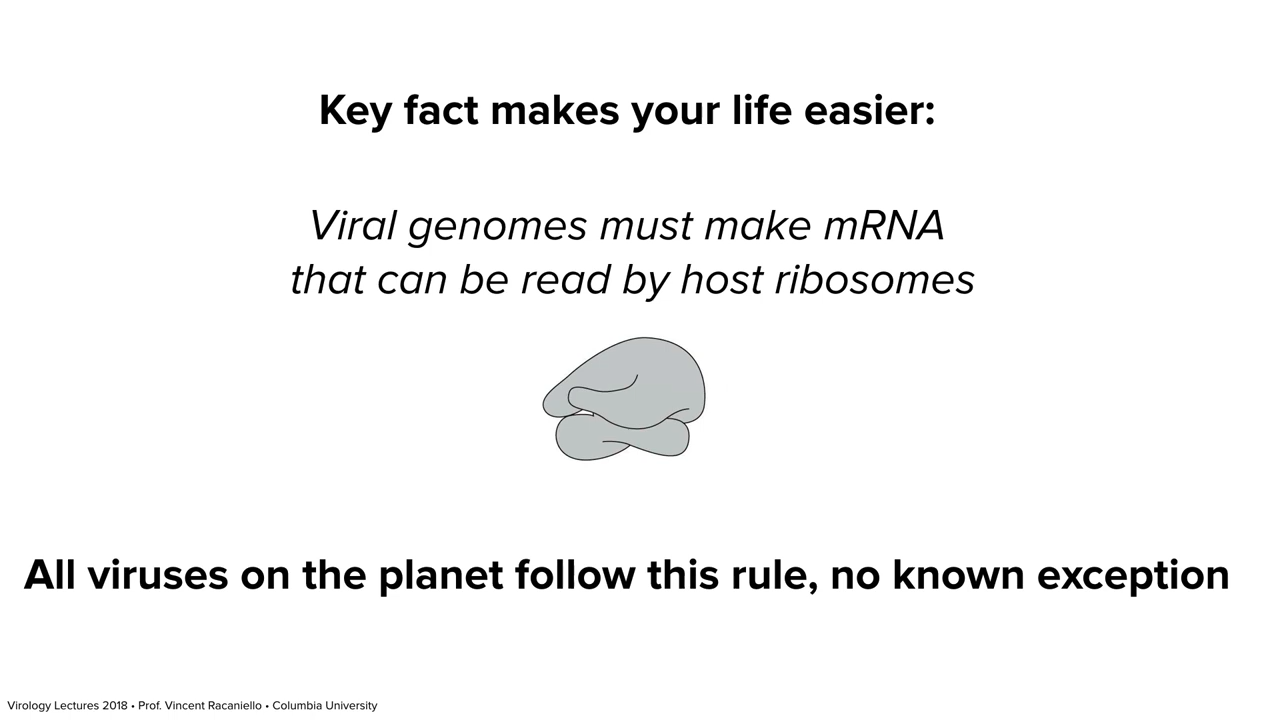 Key fact makes your life easier:
Viral genomes must make mRNA
that can be read by host ribosomes
All viruses on the planet follow this rule, no known exception
Virology Lectures 2018 • Prof. Vincent Racaniello • Columbia University